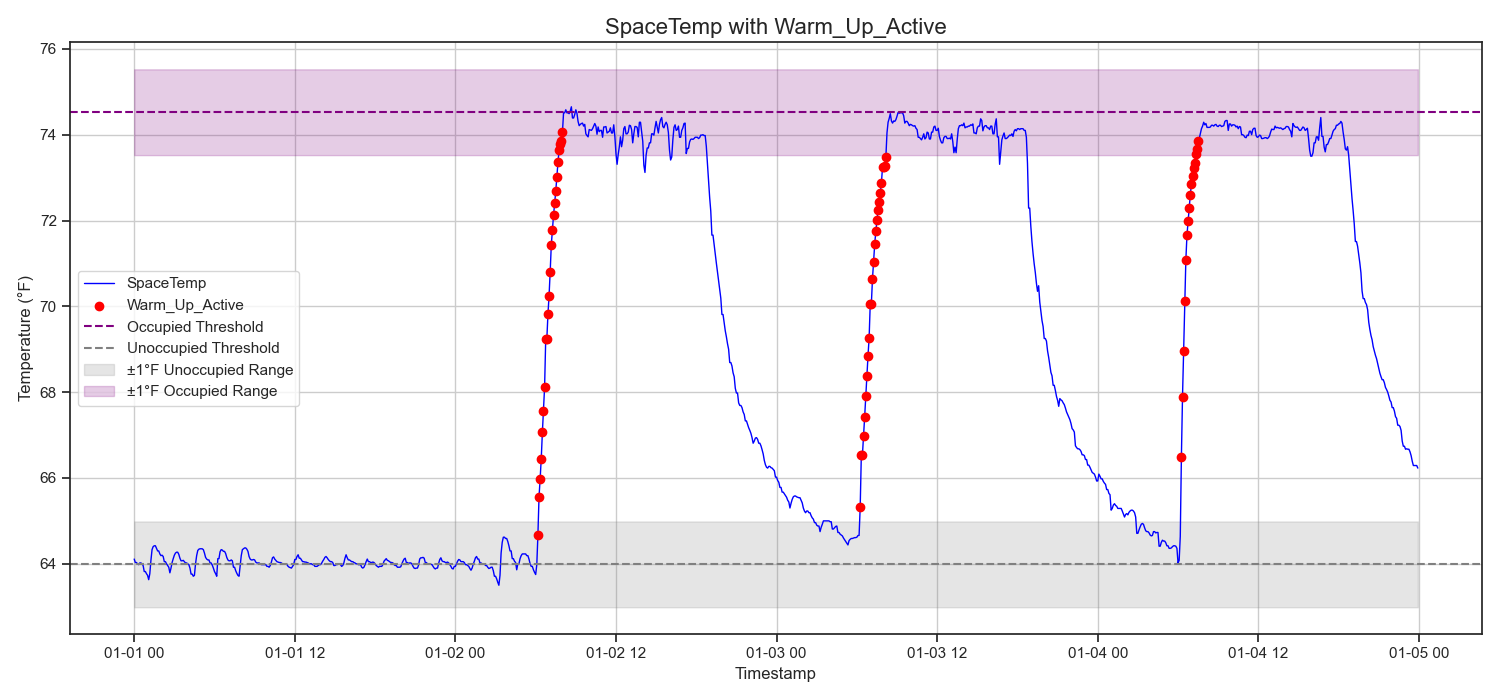 SpaceTemp with Warm_Up_Active
76
74
72
70
68
66
64
Temperature (°F)
SpaceTemp
Warm_Up_Active
Occupied Threshold
Unoccupied Threshold
±1°F Unoccupied Range
±1°F Occupied Range
01-01 00
01-01 12
01-02 00
01-02 12
01-03 00
01-03 12
01-04 00
01-04 12
01-05 00
Timestamp